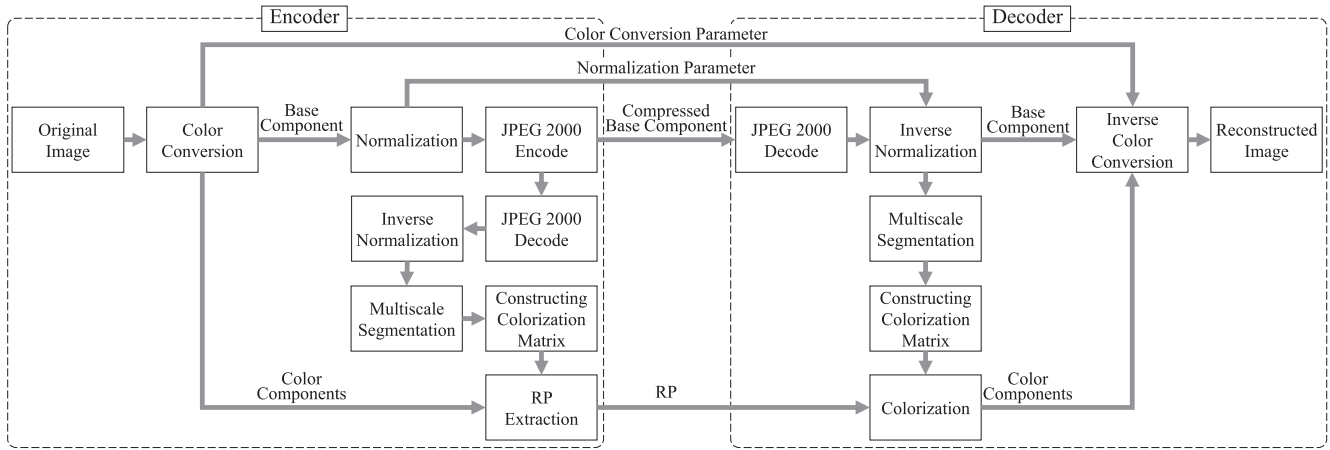 Encoder
Decoder
Color Conversion Parameter
Normalization Parameter
Original
Image
Color
Conversion
Base
Component
Normalization
JPEG 2000
Encode
Compressed
Base Component
JPEG 2000
Decode
Inverse
Normalization
Base
Component
Inverse
Color
Conversion
Reconstructed
Image
Inverse
Normalization
JPEG 2000
Decode
Multiscale
Segmentation
Multiscale
Segmentation
Constructing
Colorization
Matrix
Constructing
Colorization
Matrix
Color
Components
RP
Extraction
RP
Colorization
Color
Components